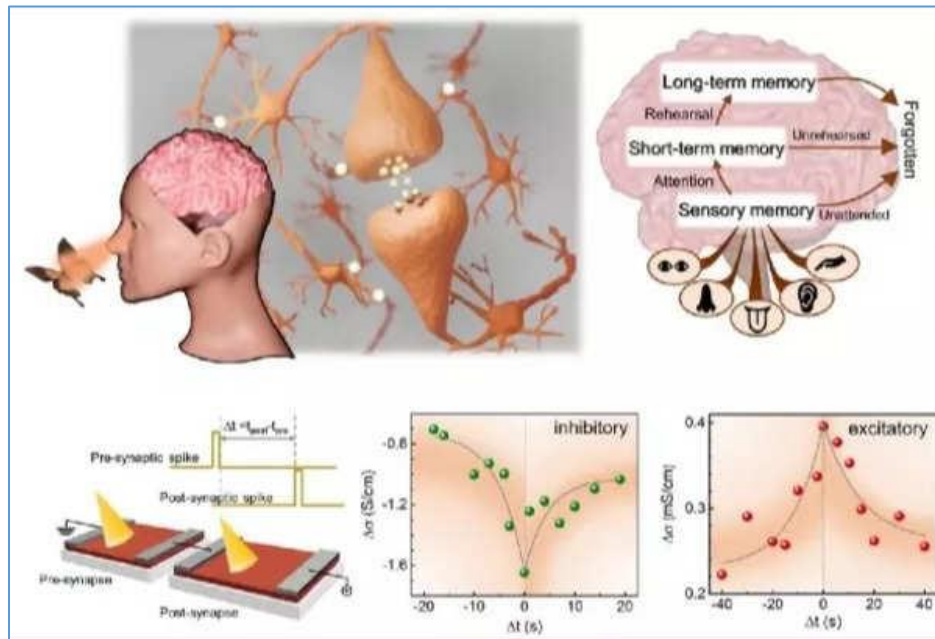 Long-term memory
Rehearsal
Short-term memory
Unrehearsed
Forgotten
Attention
Sensory memory
Unattended
Pre-synaptic spike
Post-synaptic spike
Pre-synapse
Post-synapse
inhibitory
Δσ (S/cm)
-0.8
-1.2
-1.6
-20 -10 0 10 20
Δt (s)
excitatory
Δσ (mS/cm)
0.4
0.3
0.2
-40 -20 0 20 40
Δt (s)